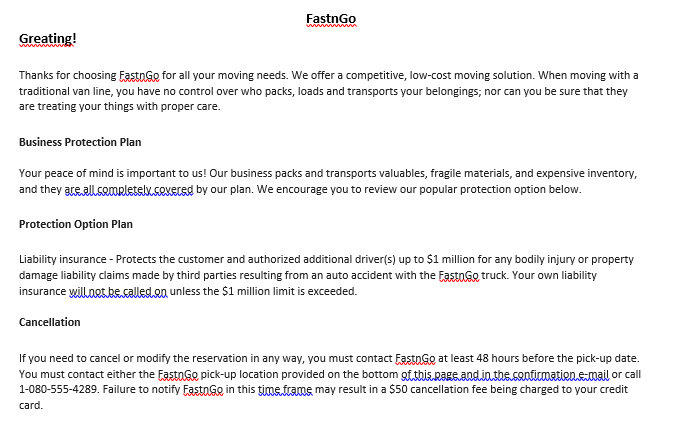 FastnGo
Greating!
Thanks for choosing FastnGo for all your moving needs. We offer a competitive, low-cost moving solution. When moving with a
traditional van line, you have no control over who packs, loads and transports your belongings; nor can you be sure that they
are treating your things with proper care.
Business Protection Plan
Your peace of mind is important to us! Our business packs and transports valuables, fragile materials, and expensive inventory,
and they are all completely covered by our plan. We encourage you to review our popular protection option below.
Protection Option Plan
Liability insurance - Protects the customer and authorized additional driver(s) up to $1 million for any bodily injury or property
damage liability claims made by third parties resulting from an auto accident with the FastnGo truck. Your own liability
insurance will not be called on unless the $1 million limit is exceeded.
Cancellation
If you need to cancel or modify the reservation in any way, you must contact FastnGo at least 48 hours before the pick-up date.
You must contact either the FastnGo pick-up location provided on the bottom of this page and in the confirmation e-mail or call
1-080-555-4289. Failure to notify FastnGo in this time frame may result in a $50 cancellation fee being charged to your credit
card.